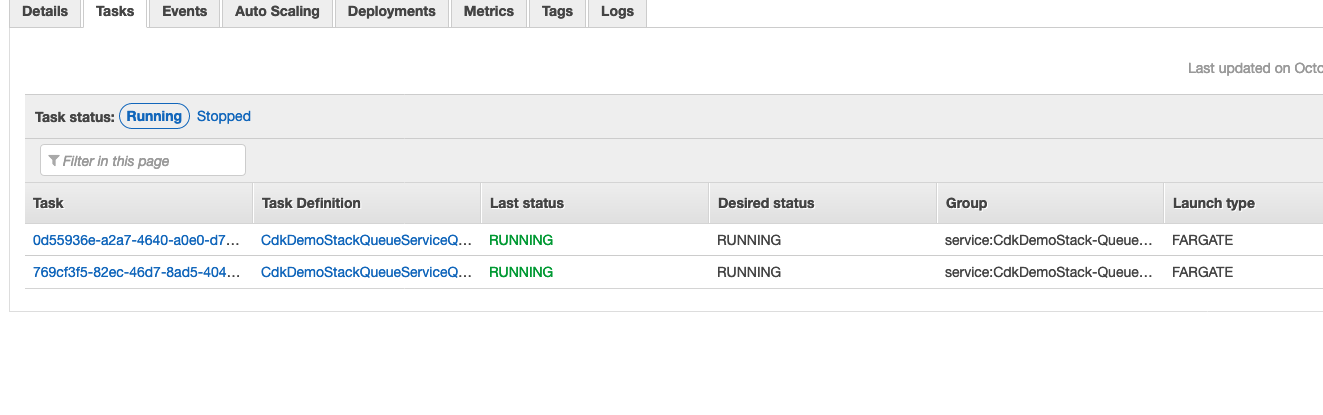 Details Tasks Events Auto Scaling Deployments Metrics Tags Logs
Last updated on Octo
Task status: Running Stopped
Filter in this page
Task Task Definition Last status Desired status Group Launch type
0d55936e-a2a7-4640-a0e0-d7... CdkDemoStackQueueServiceQ... RUNNING RUNNING service:CdkDemoStack-Queue... FARGATE
769cf3f5-82ec-46d7-8ad5-404... CdkDemoStackQueueServiceQ... RUNNING RUNNING service:CdkDemoStack-Queue... FARGATE